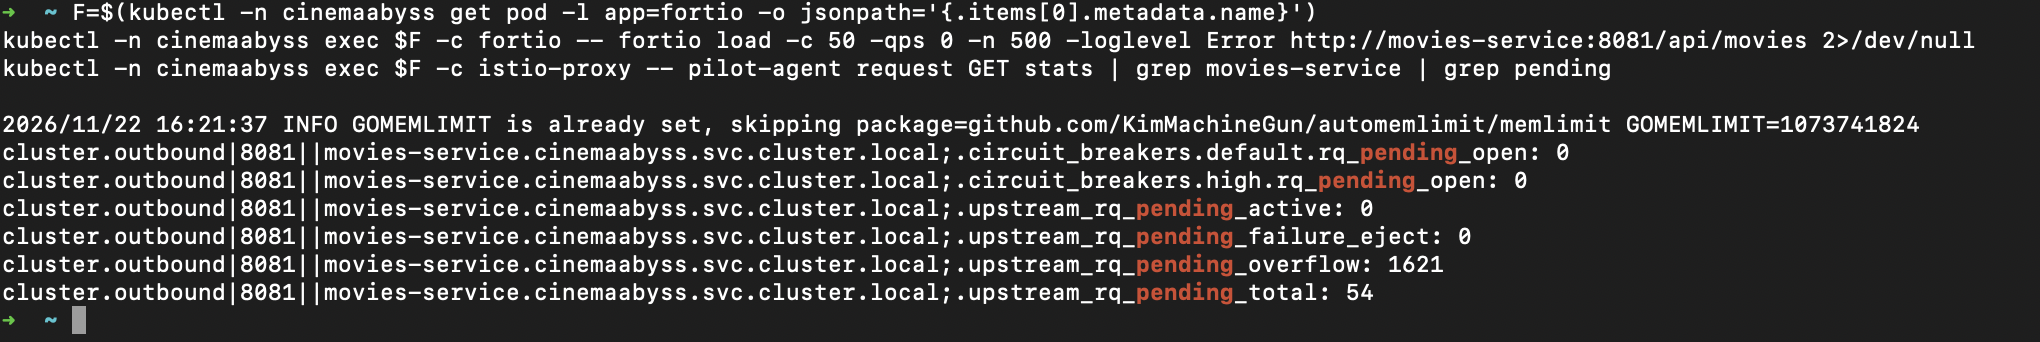 → ~ F=$(kubectl -n cinemaabyss get pod -l app=fortio -o jsonpath='{.items[0].metadata.name}')
kubectl -n cinemaabyss exec $F -c fortio -- fortio load -c 50 -qps 0 -n 500 -loglevel Error http://movies-service:8081/api/movies 2>/dev/null
kubectl -n cinemaabyss exec $F -c istio-proxy -- pilot-agent request GET stats | grep movies-service | grep pending
2026/11/22 16:21:37 INFO GOMEMLIMIT is already set, skipping package=github.com/KimMachineGun/automemlimit/memlimit GOMEMLIMIT=1073741824
cluster.outbound|8081||movies-service.cinemaabyss.svc.cluster.local;.circuit_breakers.default.rq_pending_open: 0
cluster.outbound|8081||movies-service.cinemaabyss.svc.cluster.local;.circuit_breakers.high.rq_pending_open: 0
cluster.outbound|8081||movies-service.cinemaabyss.svc.cluster.local;.upstream_rq_pending_active: 0
cluster.outbound|8081||movies-service.cinemaabyss.svc.cluster.local;.upstream_rq_pending_failure_eject: 0
cluster.outbound|8081||movies-service.cinemaabyss.svc.cluster.local;.upstream_rq_pending_overflow: 1621
cluster.outbound|8081||movies-service.cinemaabyss.svc.cluster.local;.upstream_rq_pending_total: 54
→ ~